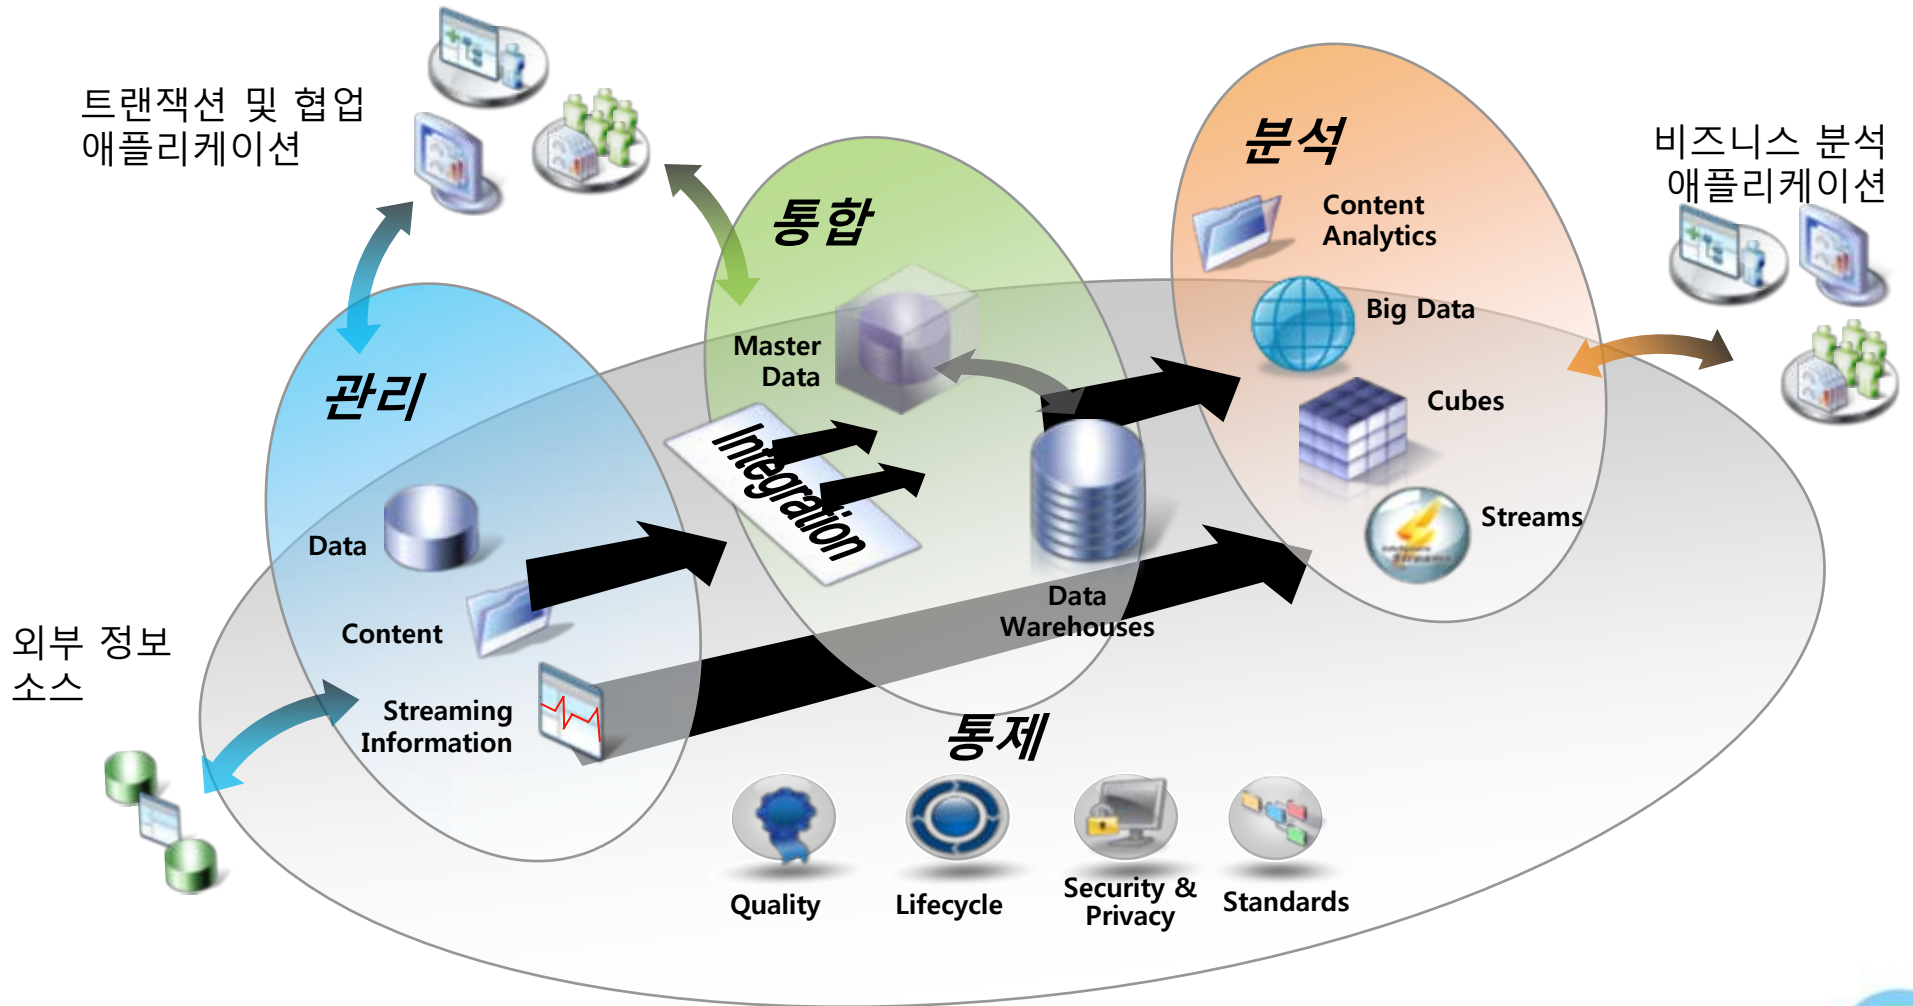 트랜잭션 및 협업
애플리케이션
분석
비즈니스 분석
애플리케이션
통합
Content
Analytics
Big Data
Master
Data
관리
Cubes
Integration
Streams
Data
Content
Data
Warehouses
외부 정보
소스
Streaming
Information
통제
Quality
Lifecycle
Security &
Privacy
Standards